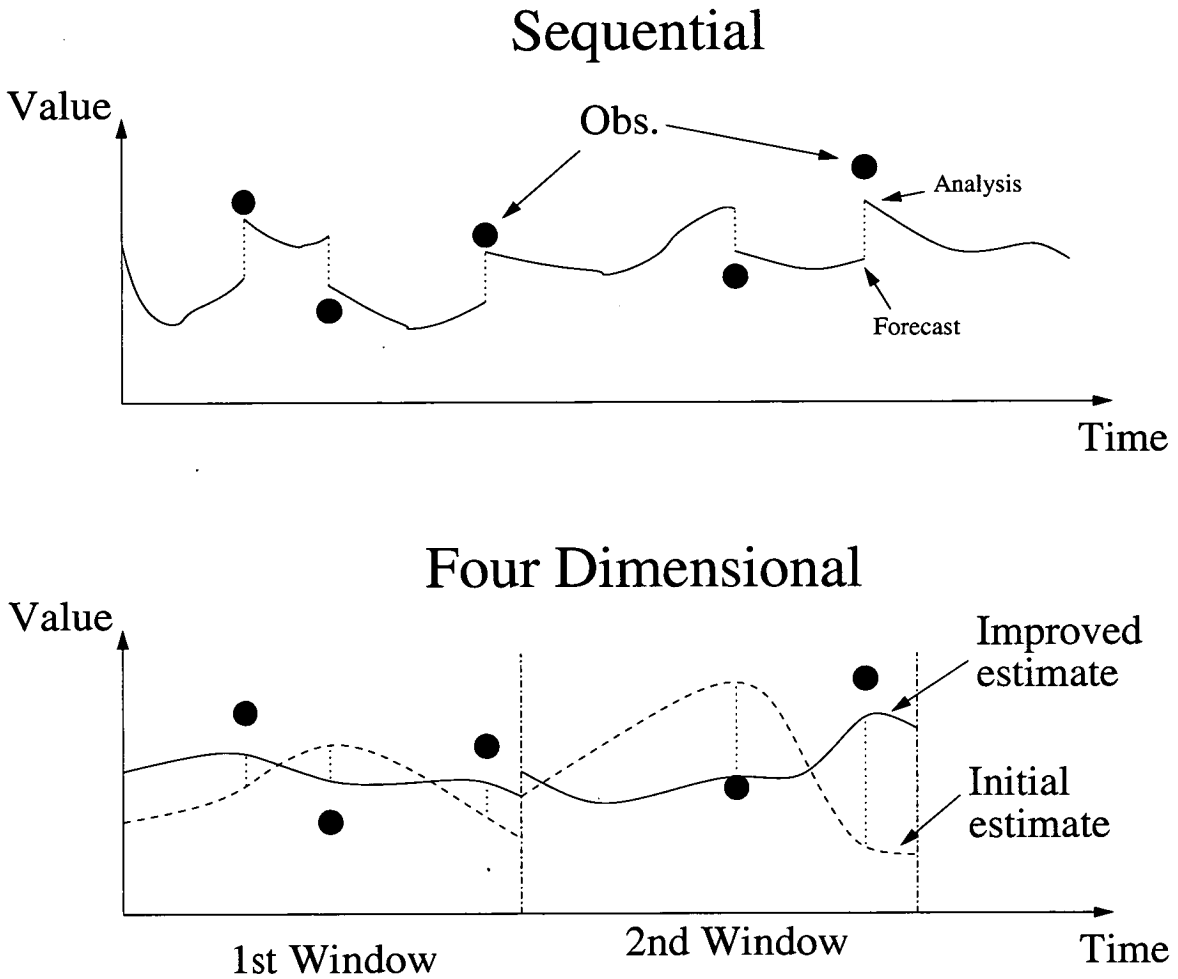 Sequential
Value
Obs.
Analysis
Forecast
Time
Four Dimensional
Value
Improved
estimate
Initial
estimate
1st Window
2nd Window
Time